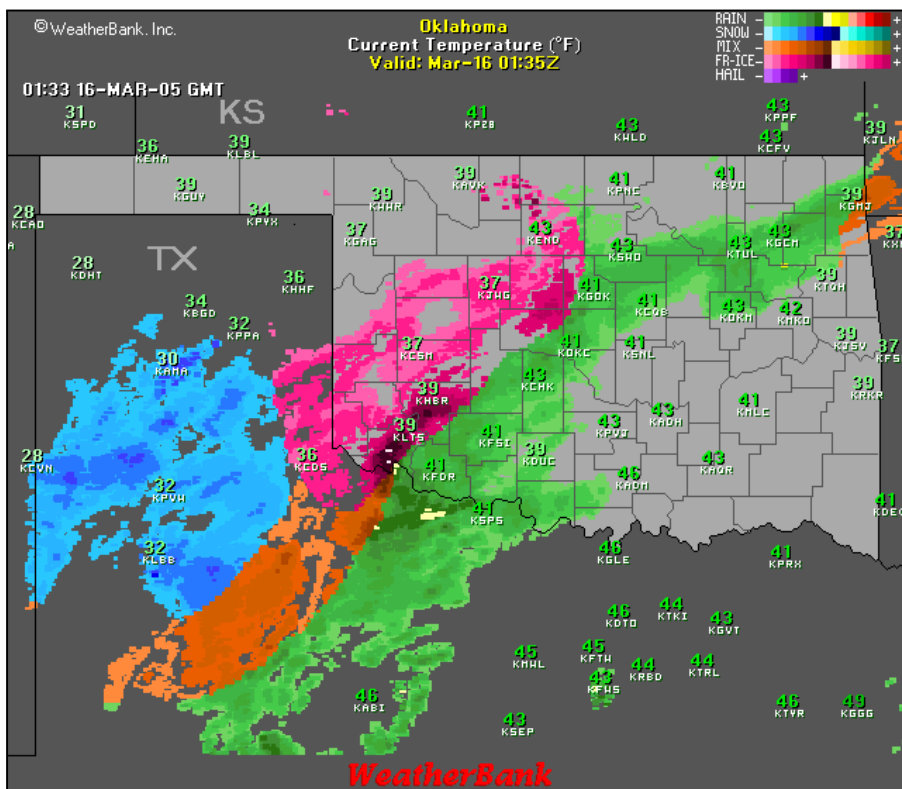 ©WeatherBank. Inc.
Oklahoma
Current Temperature (°F)
Valid: Mar-16 01:35Z
RAIN - +
SNOW - +
MIX - +
FR-ICE - +
HAIL - +
01:33 16-MAR-05 GMT
KS
31
KSPD
36
KEHA
39
KLBL
41
KP28
43
KWLD
43
KPPF
43
KCFV
39
KJLN
39
KGUY
39
KHHR
39
KAVK
41
KPNC
41
KBVO
39
KGMJ
28
KCAO
34
KPYX
37
KGAG
43
KEND
43
KSWO
43
KTUL
43
KGCM
37
TX
28
KDHT
36
KHHF
37
KJWG
41
KGOK
41
KCQB
43
KOKM
42
KMKO
39
KTQH
34
KBGD
32
KPPA
30
KAMA
37
KCSM
41
KOKC
41
KSNL
39
KJSV
37
39
KHBR
43
KCHK
41
KMLC
39
KRKR
39
KLTS
41
KFSI
39
KDUC
43
KPVJ
43
KADH
43
KAQR
28
KCVN
36
KCDS
41
KFDR
46
KADM
32
KPVW
41
KSPS
41
KDEQ
32
KLBB
48
KGLE
41
KPRX
46
KDTO
44
KTKI
43
KGVT
45
KMWL
45
KFTW
44
KRBD
44
KTRL
43
KFWS
46
KABI
43
KSEP
46
KTYR
49
KGGG
WeatherBank